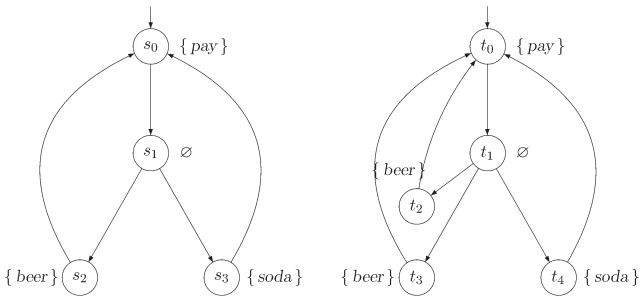 s₀ { pay }
s₁ ∅
{ beer } s₂
s₃ { soda }
t₀ { pay }
t₁ ∅
{ beer }
t₂
{ beer } t₃
t₄ { soda }